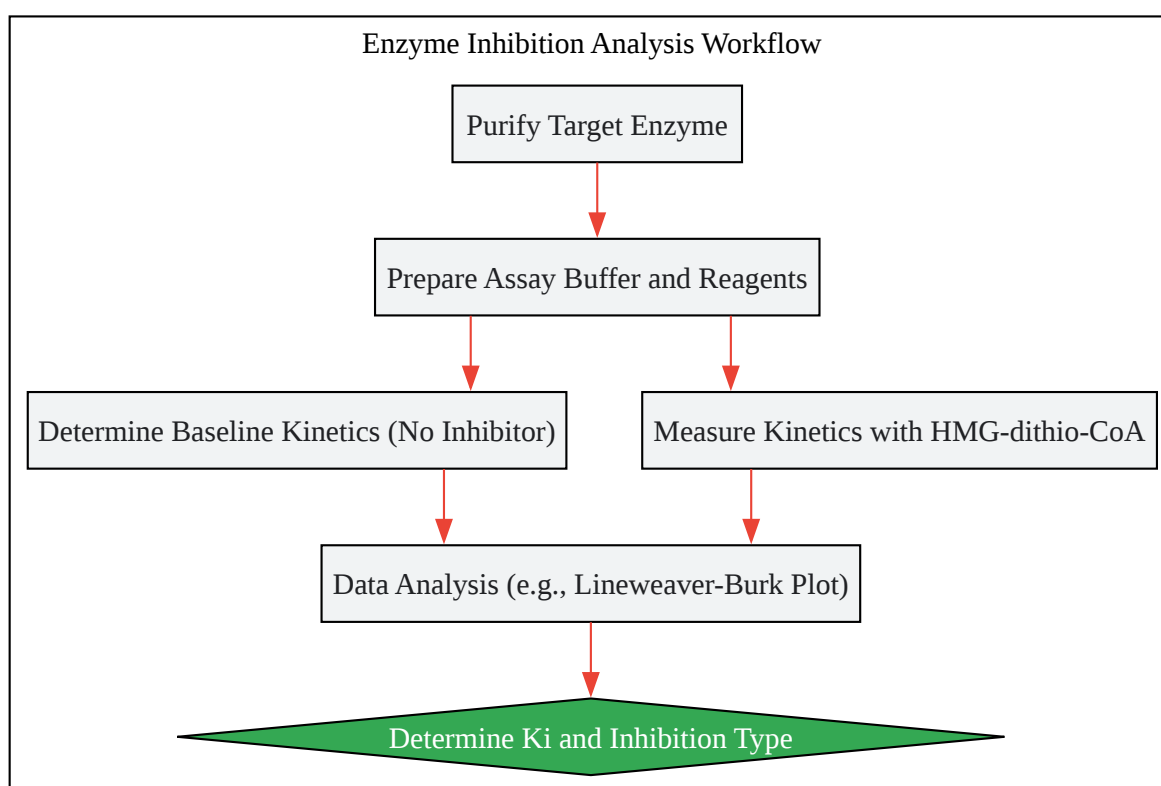 Enzyme Inhibition Analysis Workflow
Purify Target Enzyme
Prepare Assay Buffer and Reagents
Determine Baseline Kinetics (No Inhibitor)
Measure Kinetics with HMG-dithio-CoA
Data Analysis (e.g., Lineweaver-Burk Plot)
Determine Ki and Inhibition Type